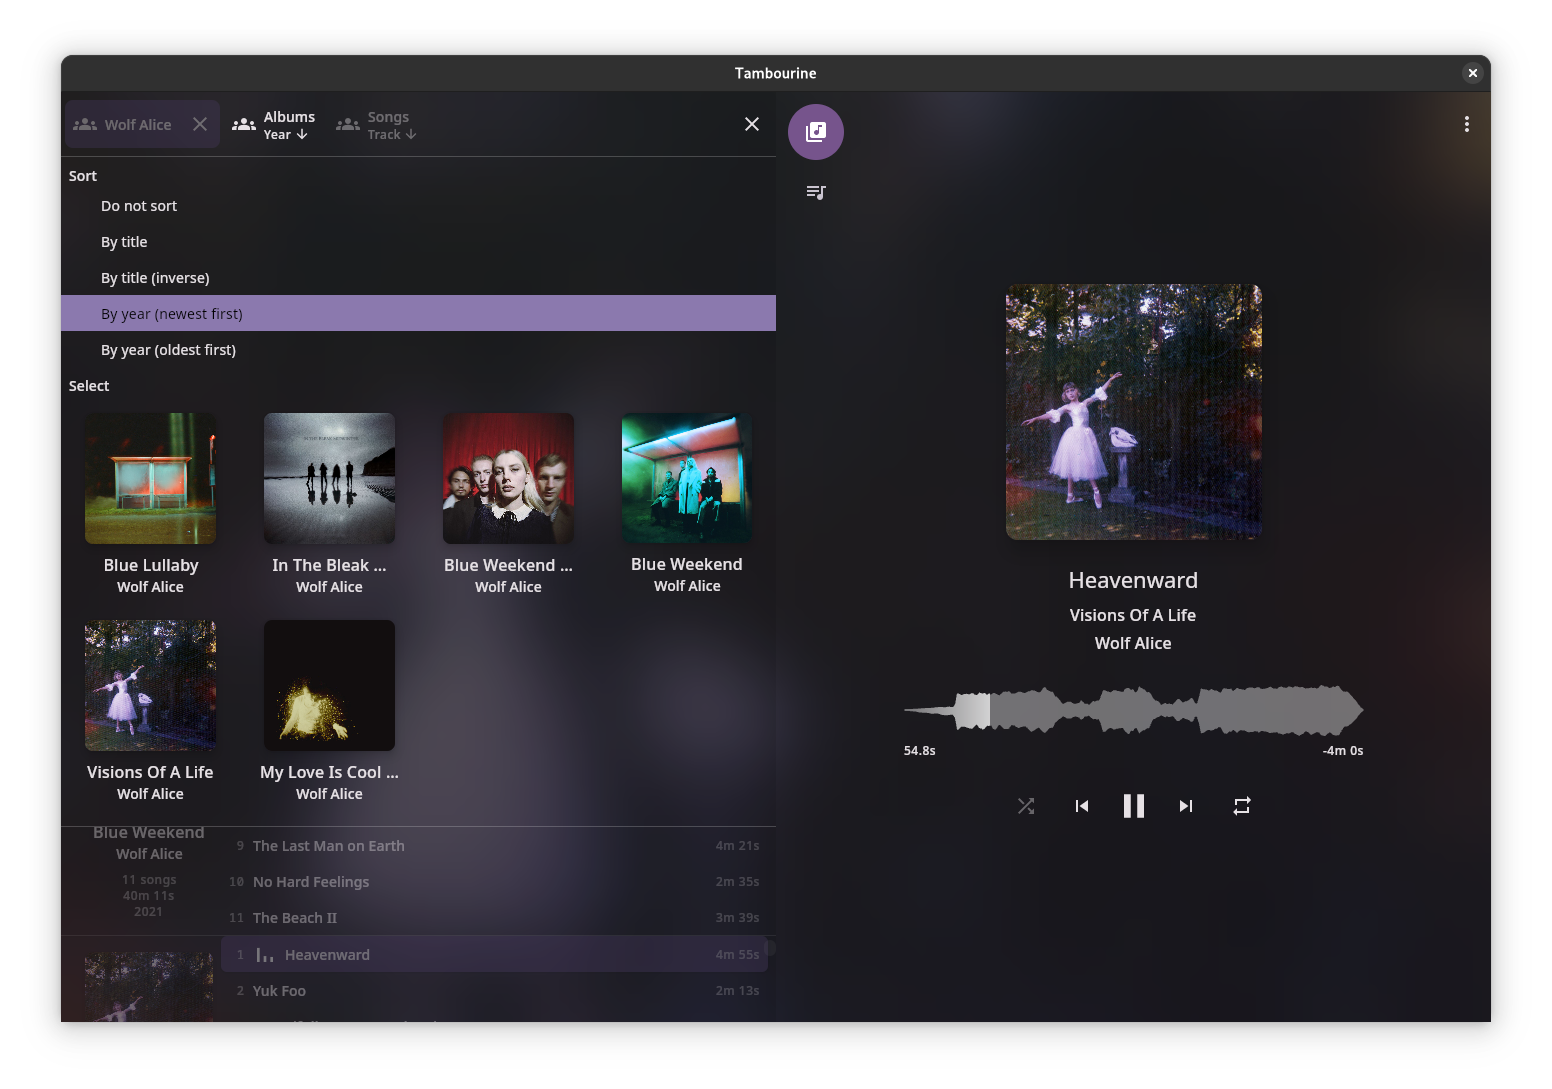 Tambourine
Wolf Alice
Albums
Year
Songs
Track
Sort
Do not sort
By title
By title (inverse)
By year (newest first)
By year (oldest first)
Select
Blue Lullaby
Wolf Alice
In The Bleak ...
Wolf Alice
Blue Weekend ...
Wolf Alice
Blue Weekend
Wolf Alice
Visions Of A Life
Wolf Alice
My Love Is Cool ...
Wolf Alice
Blue Weekend
Wolf Alice
11 songs
40m 11s
2021
9 The Last Man on Earth 4m 21s
10 No Hard Feelings 2m 35s
11 The Beach II 3m 39s
1 Heavenward 4m 55s
2 Yuk Foo 2m 13s
Heavenward
Visions Of A Life
Wolf Alice
54.8s
-4m 0s